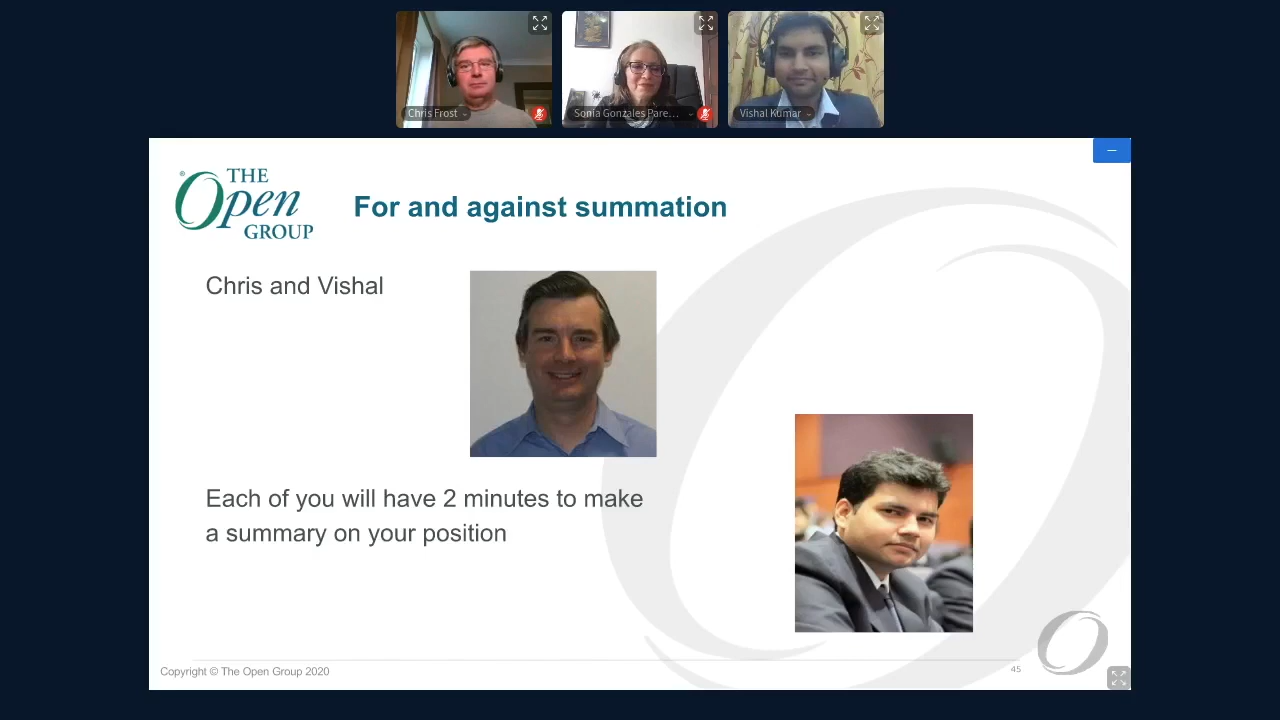 Chris Frost
Sonia Gonzales Pare...
Vishal Kumar
THE
Open
GROUP
®
For and against summation
Chris and Vishal
Each of you will have 2 minutes to make
a summary on your position
Copyright © The Open Group 2020
45